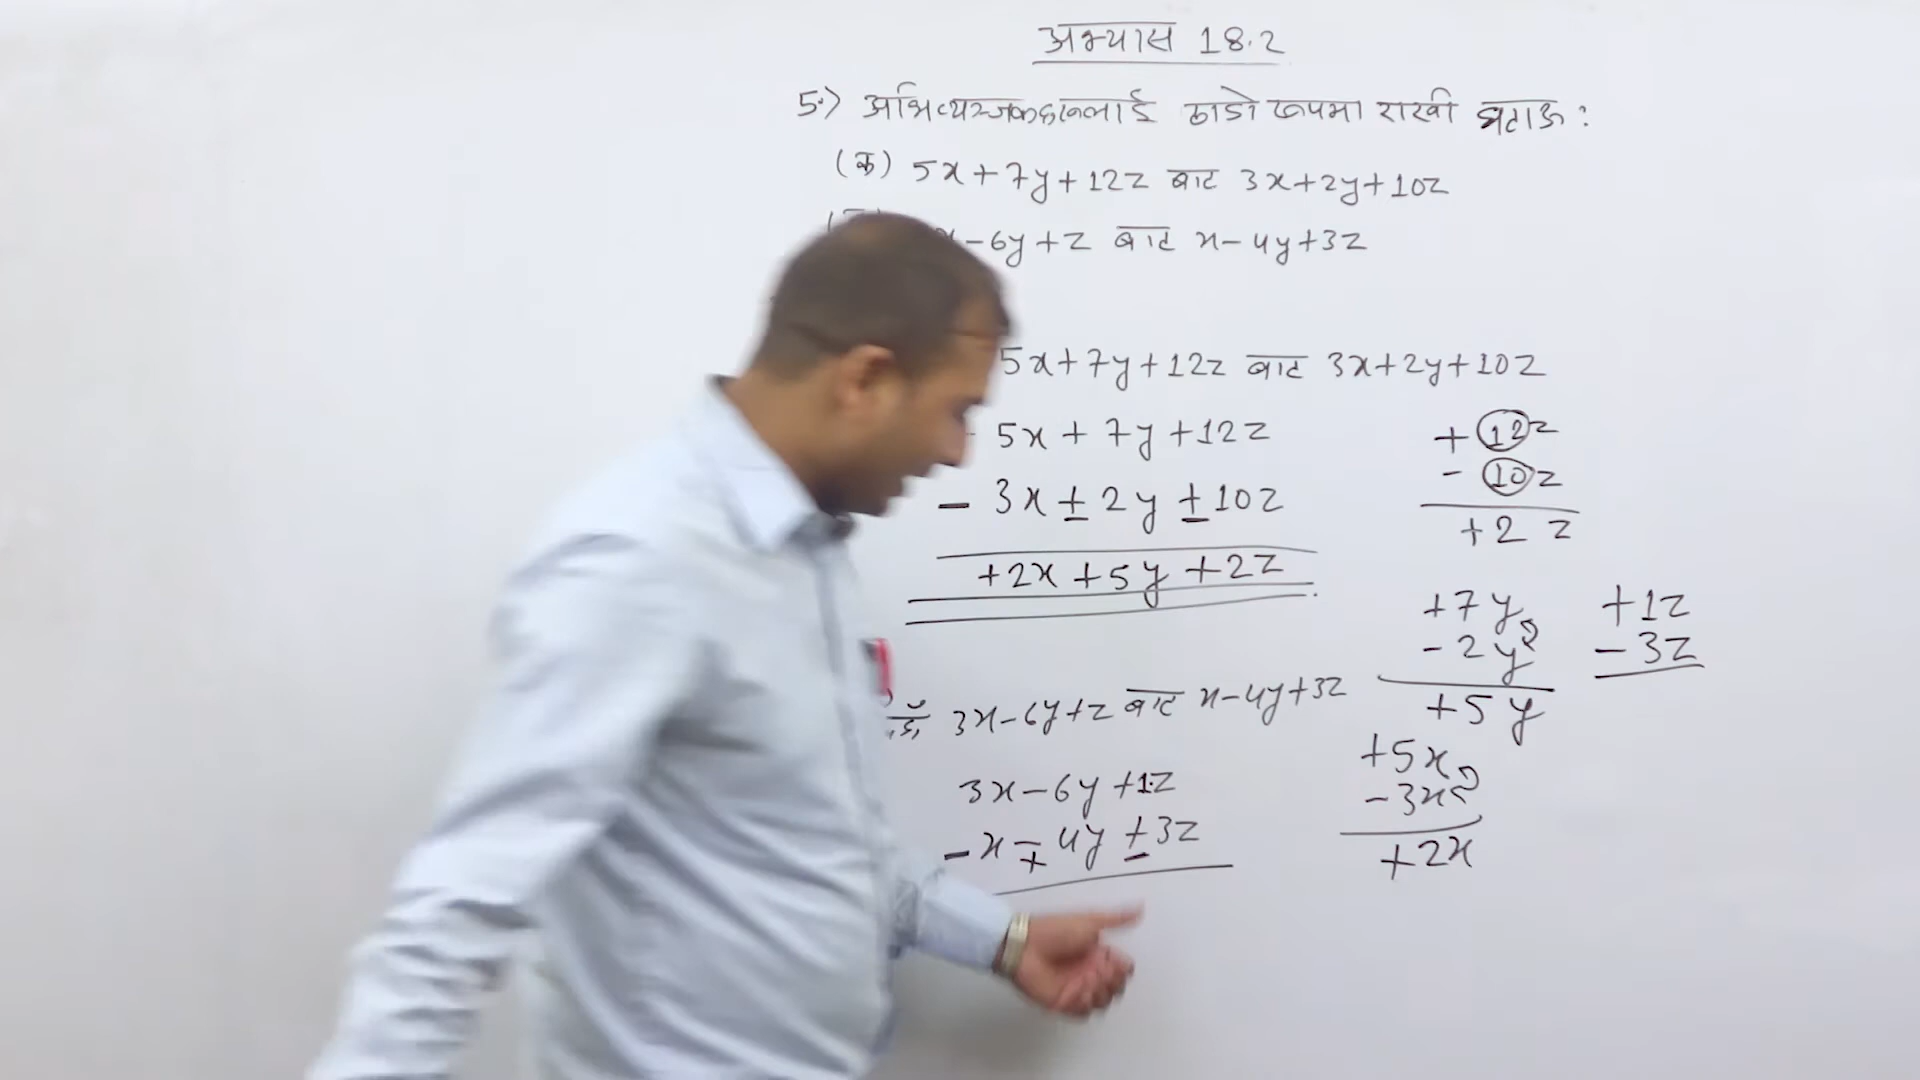 अभ्यास 18.2
5.) अभिव्यञ्जकहरूलाई ठाडो रूपमा राखी घटाऊ :
(क) 5x + 7y + 12z बाट 3x + 2y + 10z
- 6y + z बाट x - 4y + 3z
5x + 7y + 12z बाट 3x + 2y + 10z
5x + 7y + 12z
- 3x ± 2y ± 10z
+2x + 5y + 2z
+ 12z
- 10z
+2 z
+7y
- 2y
+5y
+1z
- 3z
3x - 6y + z बाट x - 4y + 3z
3x - 6y + 1z
- x ∓ 4y ± 3z
+5x
- 3x
+2x